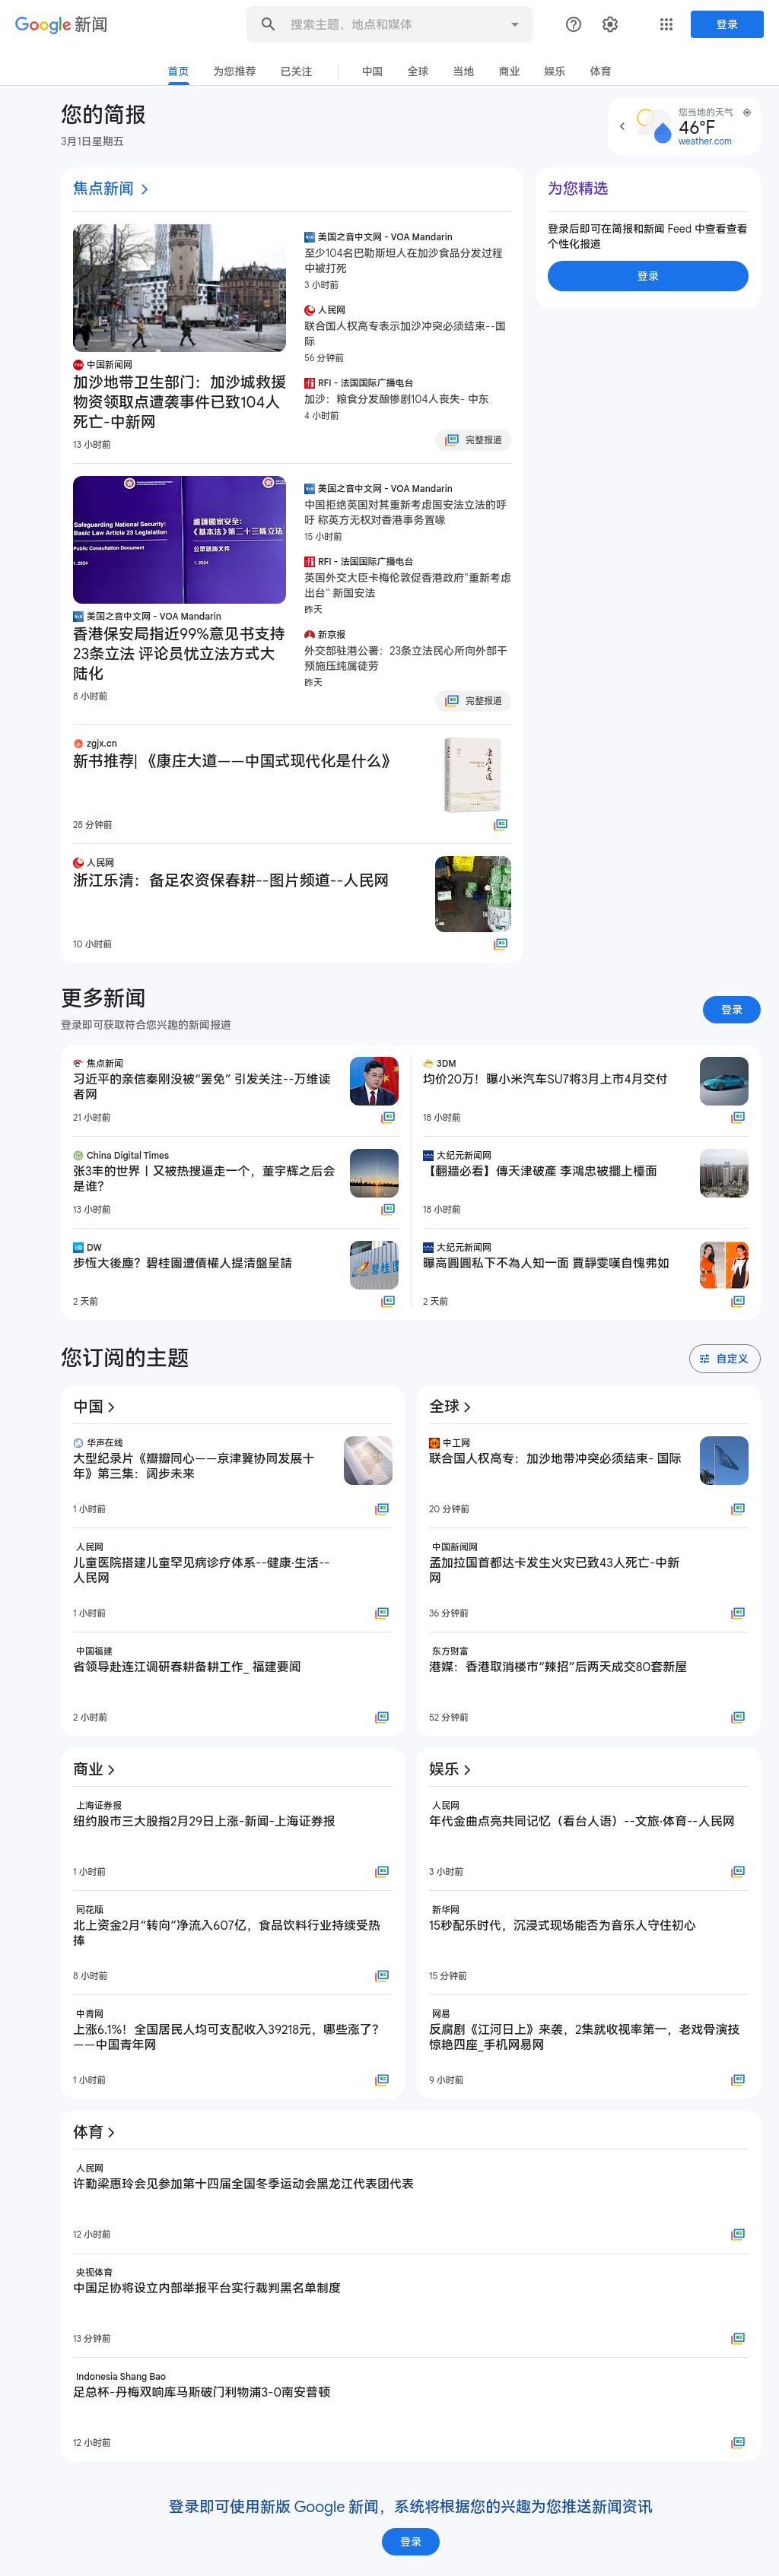 Google 新闻
搜索主题、地点和媒体
登录
首页
为您推荐
已关注
中国
全球
当地
商业
娱乐
体育
您的简报
3月1日星期五
您当地的天气
46°F
weather.com
焦点新闻
中国新闻网
加沙地带卫生部门：加沙城救援
物资领取点遭袭事件已致104人
死亡-中新网
13 小时前
美国之音中文网 - VOA Mandarin
至少104名巴勒斯坦人在加沙食品分发过程
中被打死
3 小时前
人民网
联合国人权高专表示加沙冲突必须结束--国
际
56 分钟前
RFI - 法国国际广播电台
加沙：粮食分发酿惨剧104人丧失- 中东
4 小时前
完整报道
Safeguarding National Security:
Basic Law Article 23 Legislation
Public Consultation Document
1. 2024
維護國家安全：
《基本法》第二十三條立法
公眾諮詢文件
1. 2024
美国之音中文网 - VOA Mandarin
香港保安局指近99%意见书支持
23条立法 评论员忧立法方式大
陆化
8 小时前
美国之音中文网 - VOA Mandarin
中国拒绝英国对其重新考虑国安法立法的呼
吁 称英方无权对香港事务置喙
15 小时前
RFI - 法国国际广播电台
英国外交大臣卡梅伦敦促香港政府"重新考虑
出台" 新国安法
昨天
新京报
外交部驻港公署：23条立法民心所向外部干
预施压纯属徒劳
昨天
完整报道
zgjx.cn
新书推荐| 《康庄大道——中国式现代化是什么》
28 分钟前
康庄大道
人民网
浙江乐清：备足农资保春耕--图片频道--人民网
10 小时前
为您精选
登录后即可在简报和新闻 Feed 中查看查看
个性化报道
登录
更多新闻
登录即可获取符合您兴趣的新闻报道
登录
焦点新闻
习近平的亲信秦刚没被“罢免” 引发关注--万维读
者网
21 小时前
3DM
均价20万！曝小米汽车SU7将3月上市4月交付
18 小时前
China Digital Times
张3丰的世界丨又被热搜逼走一个，董宇辉之后会
是谁？
13 小时前
大纪元新闻网
【翻牆必看】傳天津破產 李鴻忠被擺上檯面
18 小时前
DW
步恆大後塵？碧桂園遭債權人提清盤呈請
2 天前
碧桂園
大纪元新闻网
曝高圓圓私下不為人知一面 賈靜雯嘆自愧弗如
2 天前
您订阅的主题
自定义
中国
华声在线
大型纪录片《瓣瓣同心——京津冀协同发展十
年》第三集：阔步未来
1 小时前
人民网
儿童医院搭建儿童罕见病诊疗体系--健康·生活--
人民网
1 小时前
中国福建
省领导赴连江调研春耕备耕工作_ 福建要闻
2 小时前
全球
中工网
联合国人权高专：加沙地带冲突必须结束- 国际
20 分钟前
中国新闻网
孟加拉国首都达卡发生火灾已致43人死亡-中新
网
36 分钟前
东方财富
港媒：香港取消楼市“辣招”后两天成交80套新屋
52 分钟前
商业
上海证券报
纽约股市三大股指2月29日上涨-新闻-上海证券报
1 小时前
同花顺
北上资金2月“转向”净流入607亿，食品饮料行业持续受热
捧
8 小时前
中青网
上涨6.1%！全国居民人均可支配收入39218元，哪些涨了？
——中国青年网
1 小时前
娱乐
人民网
年代金曲点亮共同记忆（看台人语）--文旅·体育--人民网
3 小时前
新华网
15秒配乐时代，沉浸式现场能否为音乐人守住初心
15 分钟前
网易
反腐剧《江河日上》来袭，2集就收视率第一，老戏骨演技
惊艳四座_手机网易网
9 小时前
体育
人民网
许勤梁惠玲会见参加第十四届全国冬季运动会黑龙江代表团代表
12 小时前
央视体育
中国足协将设立内部举报平台实行裁判黑名单制度
13 分钟前
Indonesia Shang Bao
足总杯-丹梅双响库马斯破门利物浦3-0南安普顿
12 小时前
登录即可使用新版 Google 新闻，系统将根据您的兴趣为您推送新闻资讯
登录